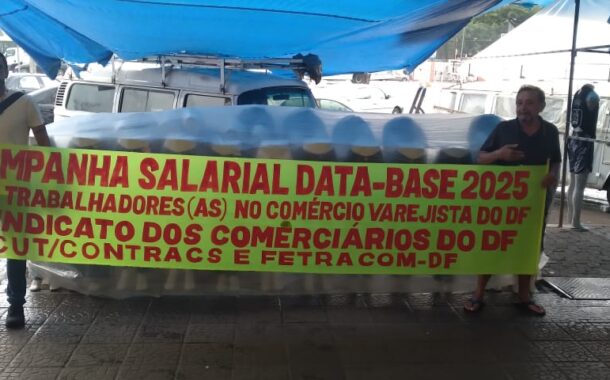 MPANHA SALARIAL DATA-BASE 2025
TRABALHADORES(AS) NO COMÉRCIO VAREJISTA DO DF
NDICATO DOS COMERCIÁRIOS DO DF
CUT/CONTRACS E FETRACOM-DF